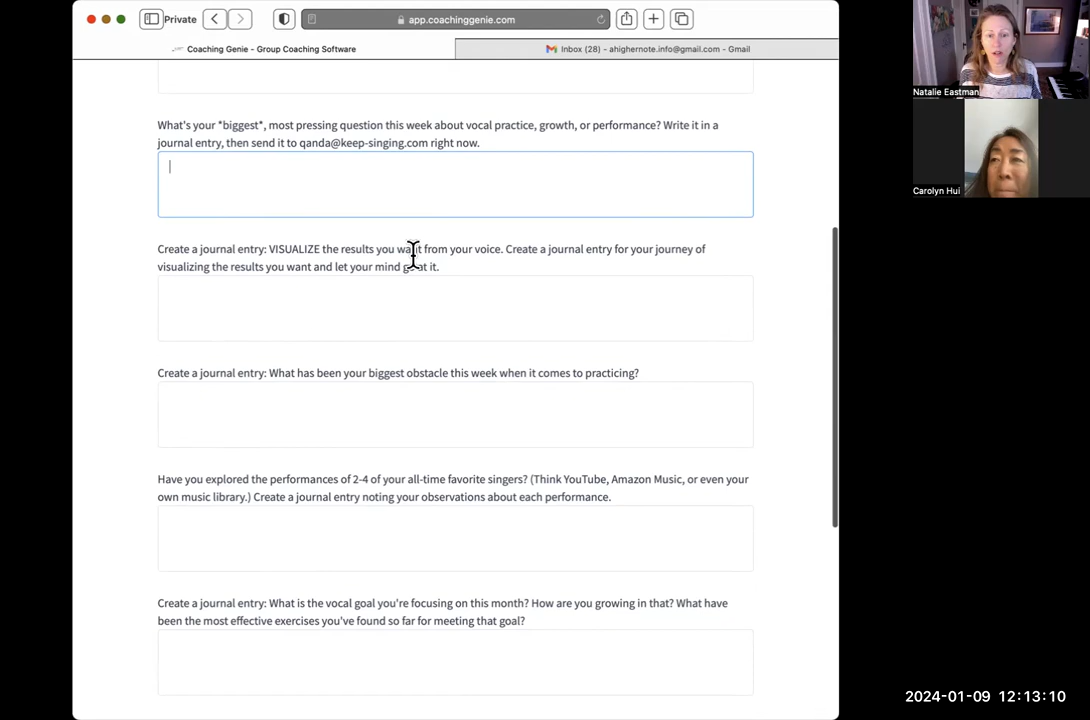 Private
app.coachinggenie.com
Coaching Genie - Group Coaching Software
Inbox (28) - ahighernote.info@gmail.com - Gmail
Natalie Eastman
Carolyn Hui
What's your *biggest*, most pressing question this week about vocal practice, growth, or performance? Write it in a
journal entry, then send it to qanda@keep-singing.com right now.
Create a journal entry: VISUALIZE the results you want from your voice. Create a journal entry for your journey of
visualizing the results you want and let your mind at it.
Create a journal entry: What has been your biggest obstacle this week when it comes to practicing?
Have you explored the performances of 2-4 of your all-time favorite singers? (Think YouTube, Amazon Music, or even your
own music library.) Create a journal entry noting your observations about each performance.
Create a journal entry: What is the vocal goal you're focusing on this month? How are you growing in that? What have
been the most effective exercises you've found so far for meeting that goal?
2024-01-09 12:13:10